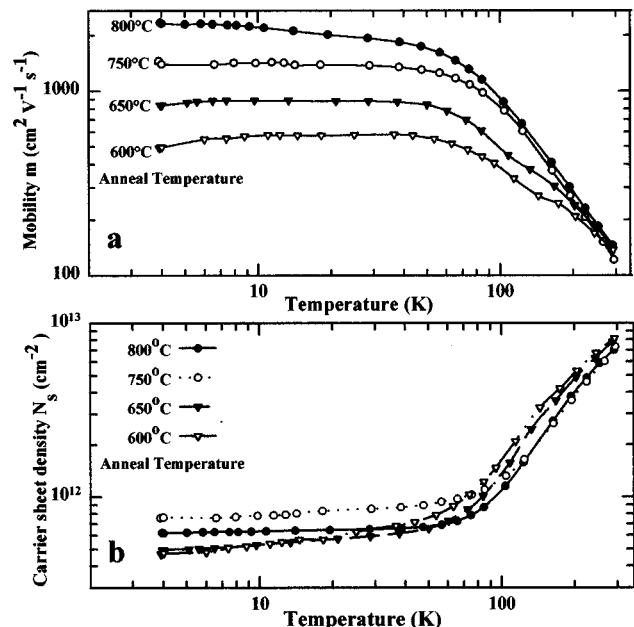 Mobility m (cm² V⁻¹ s⁻¹)
1000
100
800°C
750°C
650°C
600°C
Anneal Temperature
a
10
100
Temperature (K)
Carrier sheet density Nₛ (cm⁻²
10¹³
10¹²
800°C
750°C
650°C
600°C
Anneal Temperature
b
10
100
Temperature (K)